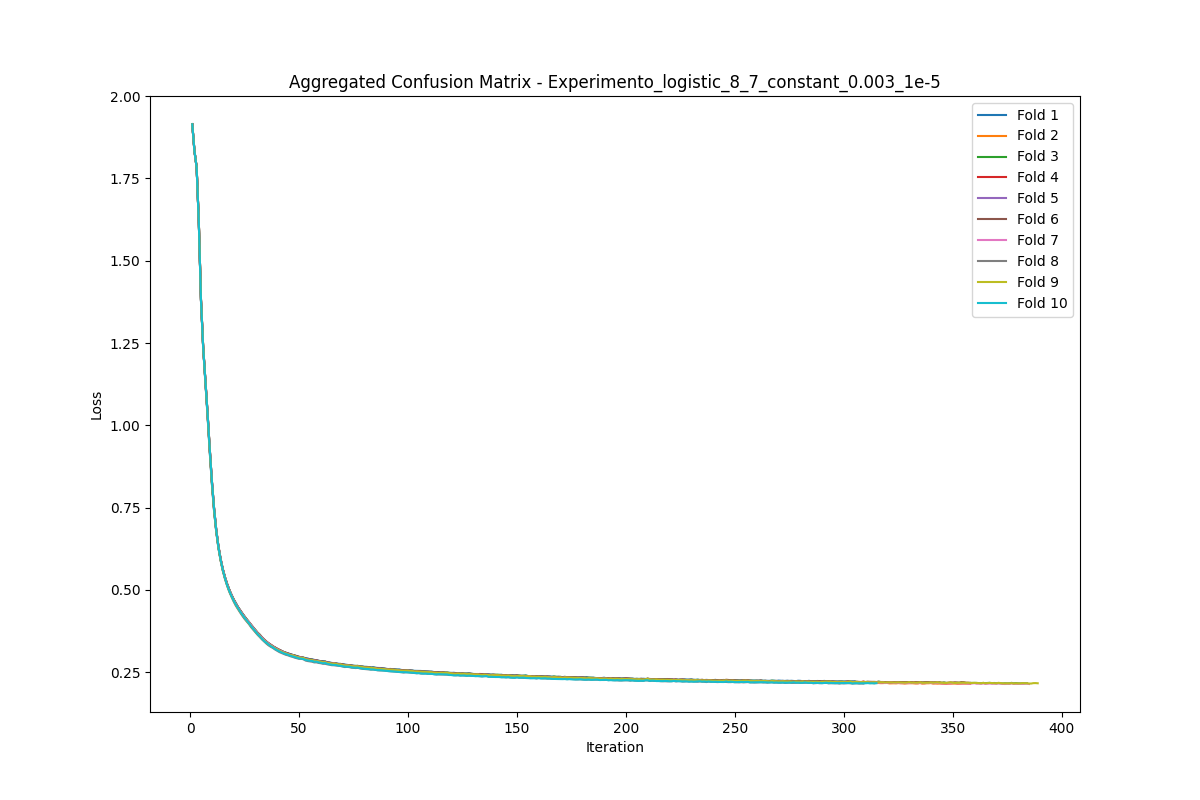 Aggregated Confusion Matrix - Experimento_logistic_8_7_constant_0.003_1e-5
2.00
1.75
1.50
1.25
1.00
0.75
0.50
0.25
Loss
Fold 1
Fold 2
Fold 3
Fold 4
Fold 5
Fold 6
Fold 7
Fold 8
Fold 9
Fold 10
0 50 100 150 200 250 300 350 400
Iteration